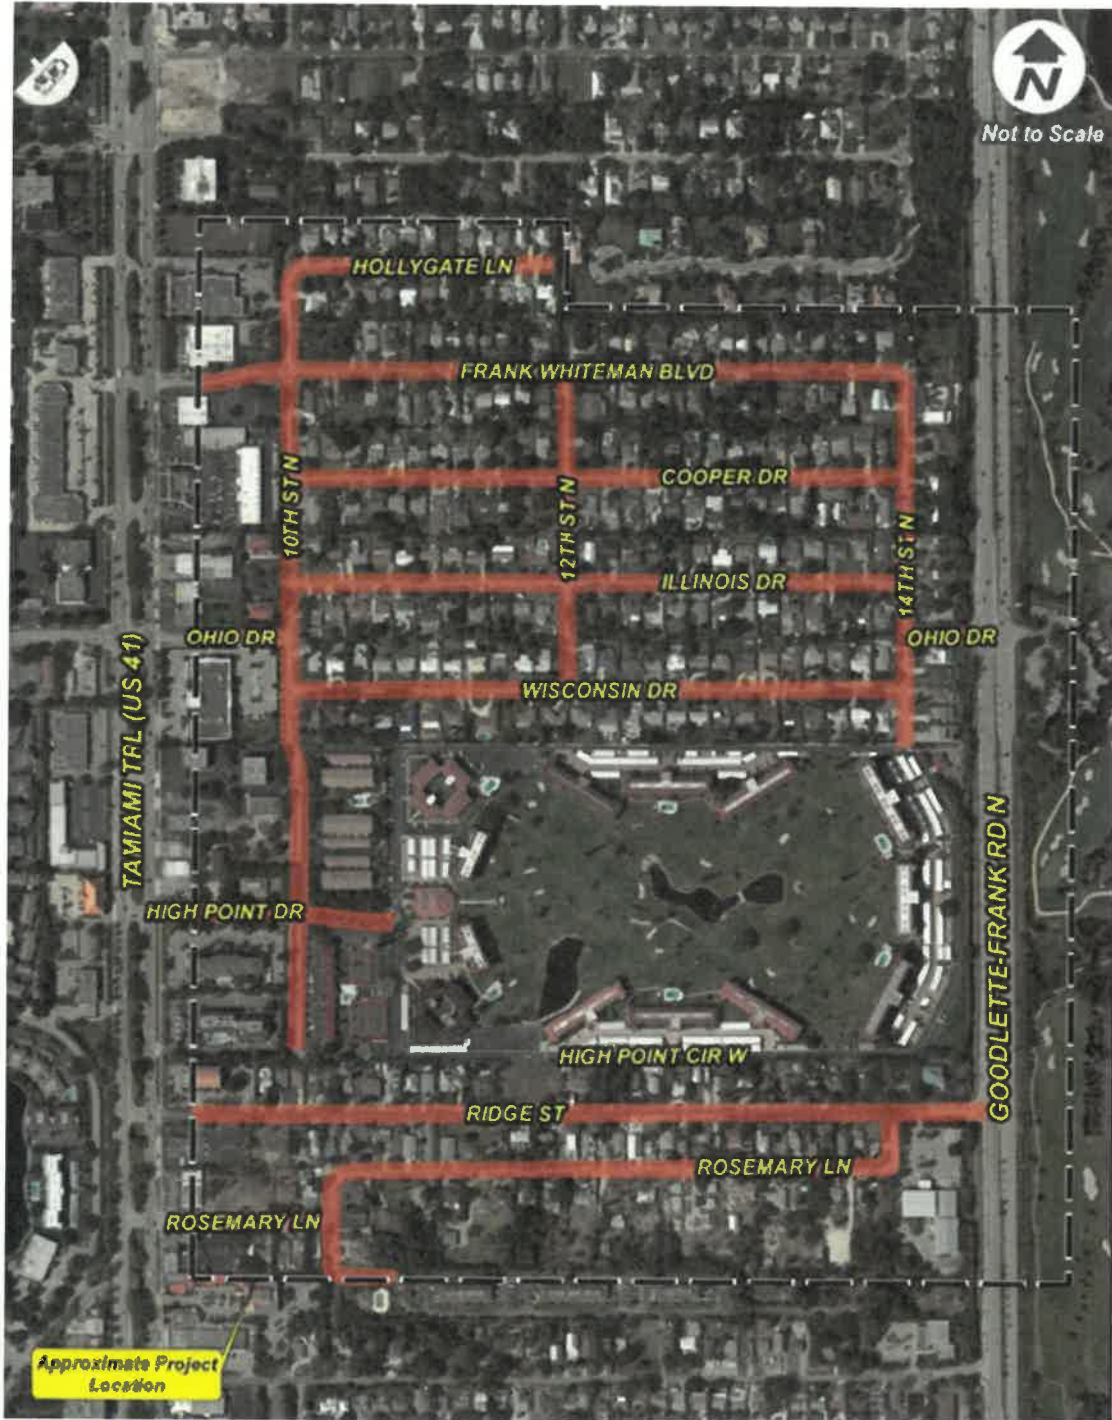 N
Not to Scale
HOLLYGATE LN
FRANK WHITEMAN BLVD
COOPER DR
10TH ST N
12TH ST N
14TH ST N
ILLINOIS DR
OHIO DR
OHIO DR
WISCONSIN DR
TAMIAMI TRL (US 41)
GOODLETTE-FRANK RD N
HIGH POINT DR
HIGH POINT CIR W
RIDGE ST
ROSEMARY LN
ROSEMARY LN
Approximate Project
Location